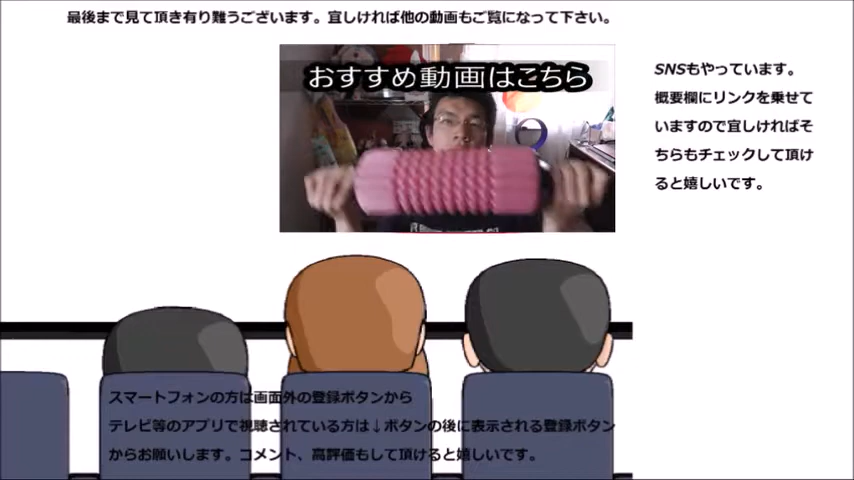 最後まで見て頂き有り難うございます。宜しければ他の動画もご覧になって下さい。
おすすめ動画はこちら
SNSもやっています。
概要欄にリンクを乗せて
いますので宜しければそ
ちらもチェックして頂け
ると嬉しいです。
スマートフォンの方は画面外の登録ボタンから
テレビ等のアプリで視聴されている方は↓ボタンの後に表示される登録ボタン
からお願いします。コメント、高評価もして頂けると嬉しいです。